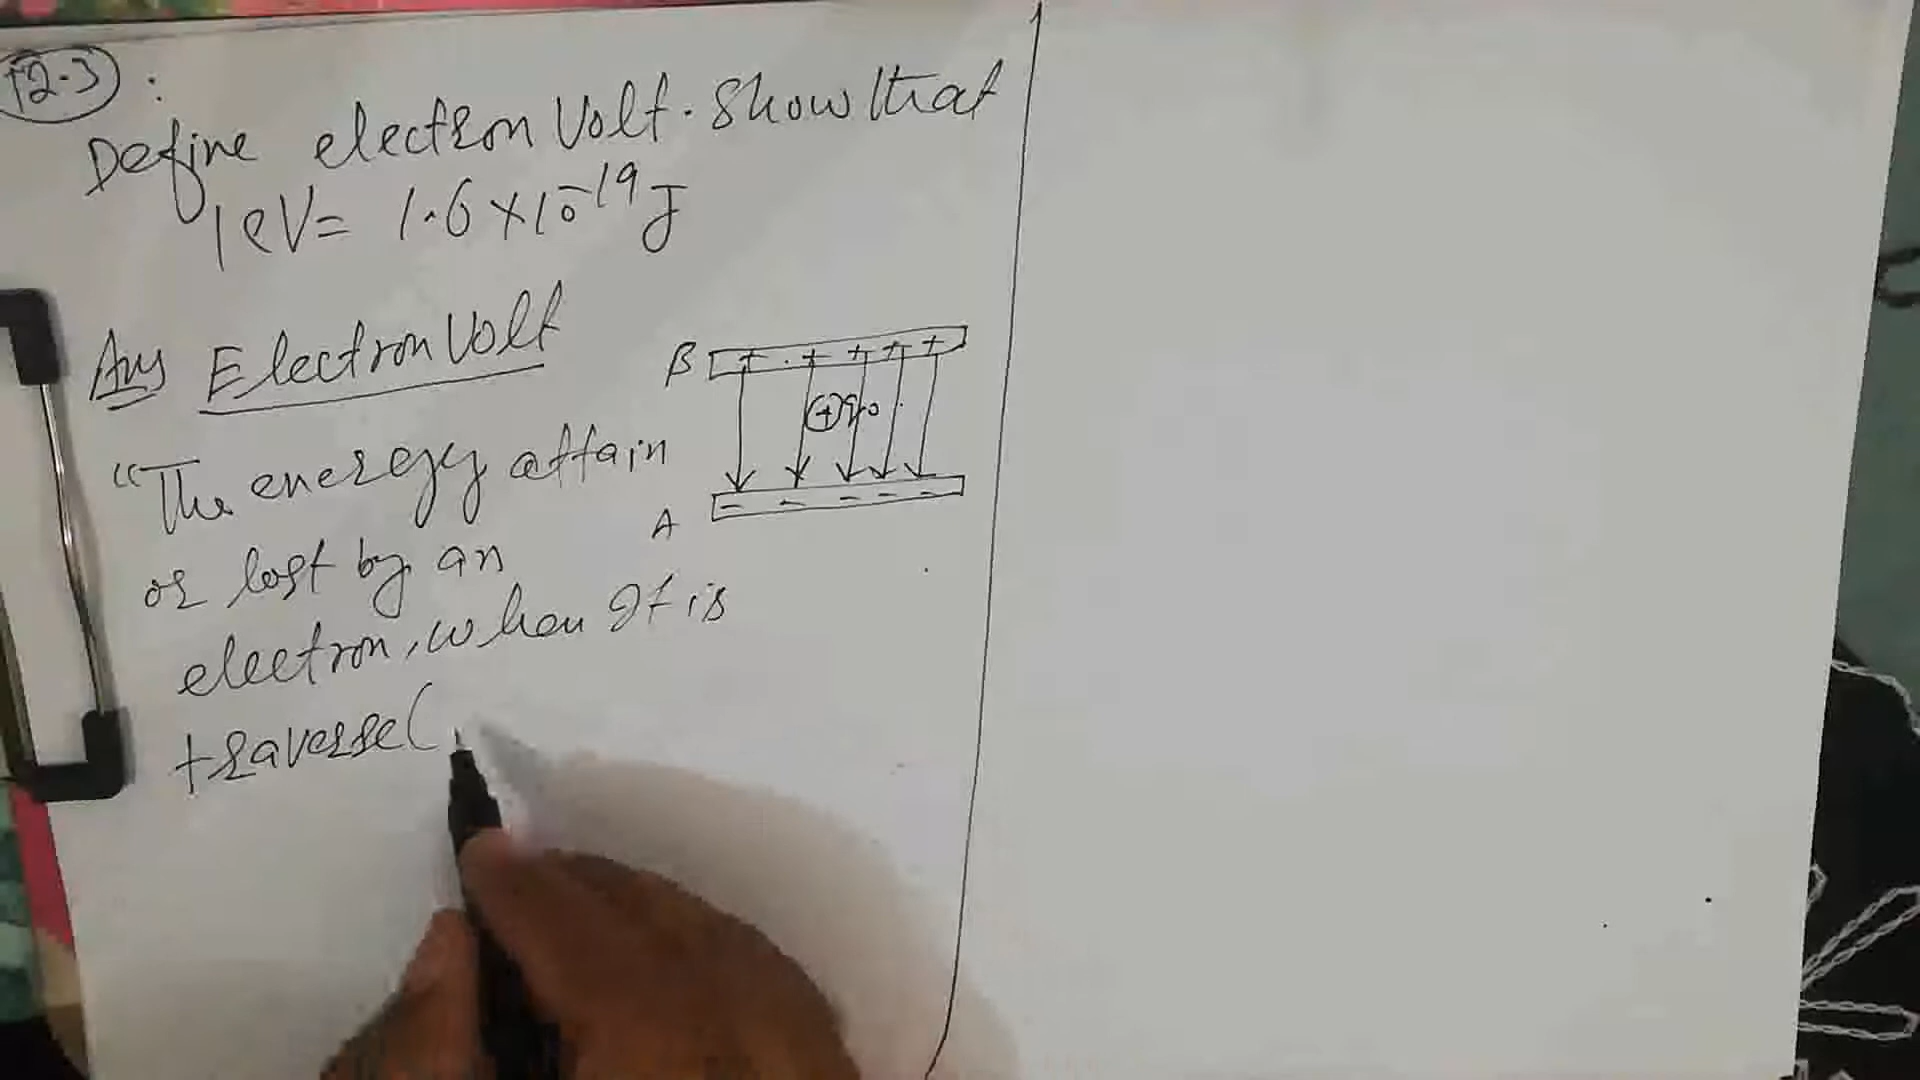 12.3 :
Define electron Volt. Show that
1eV = 1.6 × 10⁻¹⁹ J
Ans Electron Volt
B + + + + +
+q₀
A - - - - -
"The energy attain
or lost by an
electron, when It is
traverse (